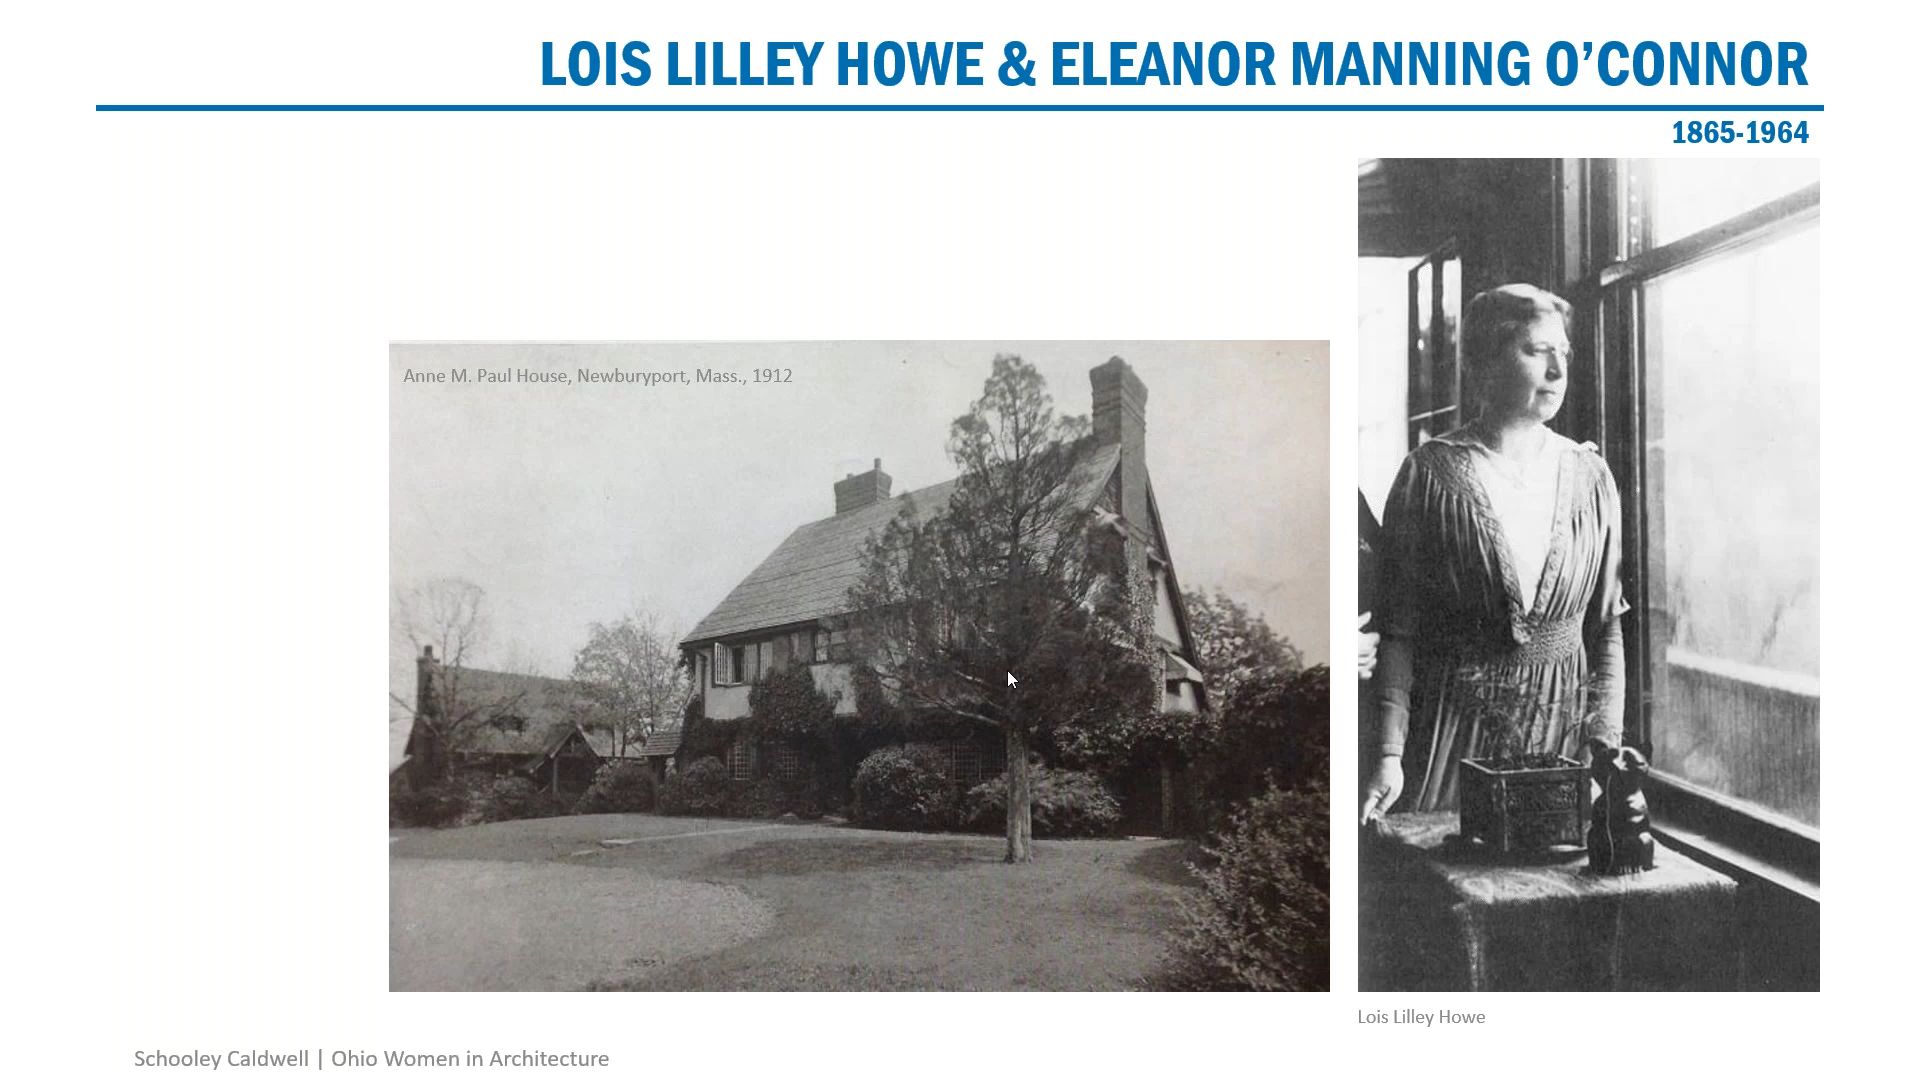 LOIS LILLEY HOWE & ELEANOR MANNING O’CONNOR
1865-1964
Anne M. Paul House, Newburyport, Mass., 1912
Lois Lilley Howe
Schooley Caldwell | Ohio Women in Architecture